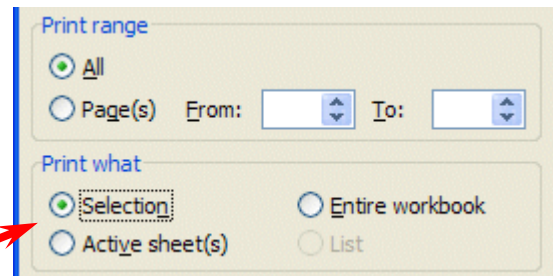 Print range
All
Page(s) From: To:
Print what
Selection Entire workbook
Active sheet(s) List